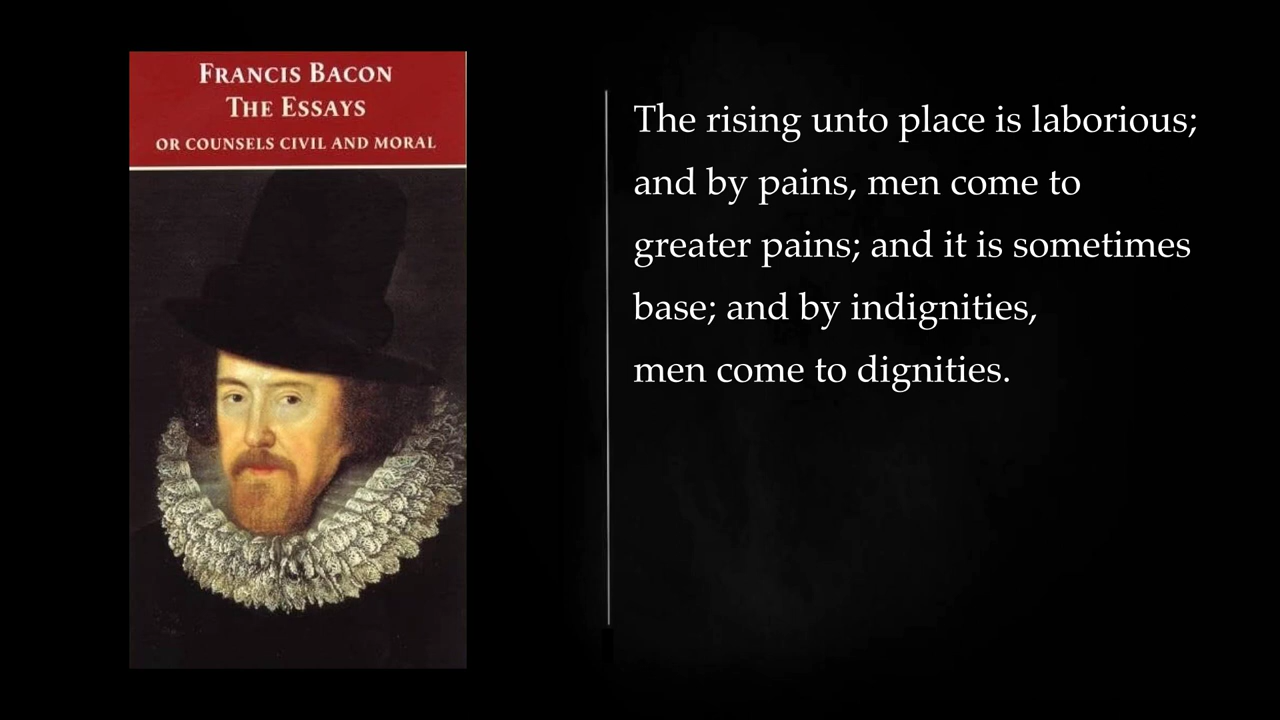 FRANCIS BACON
THE ESSAYS
OR COUNSELS CIVIL AND MORAL
The rising unto place is laborious;
and by pains, men come to
greater pains; and it is sometimes
base; and by indignities,
men come to dignities.